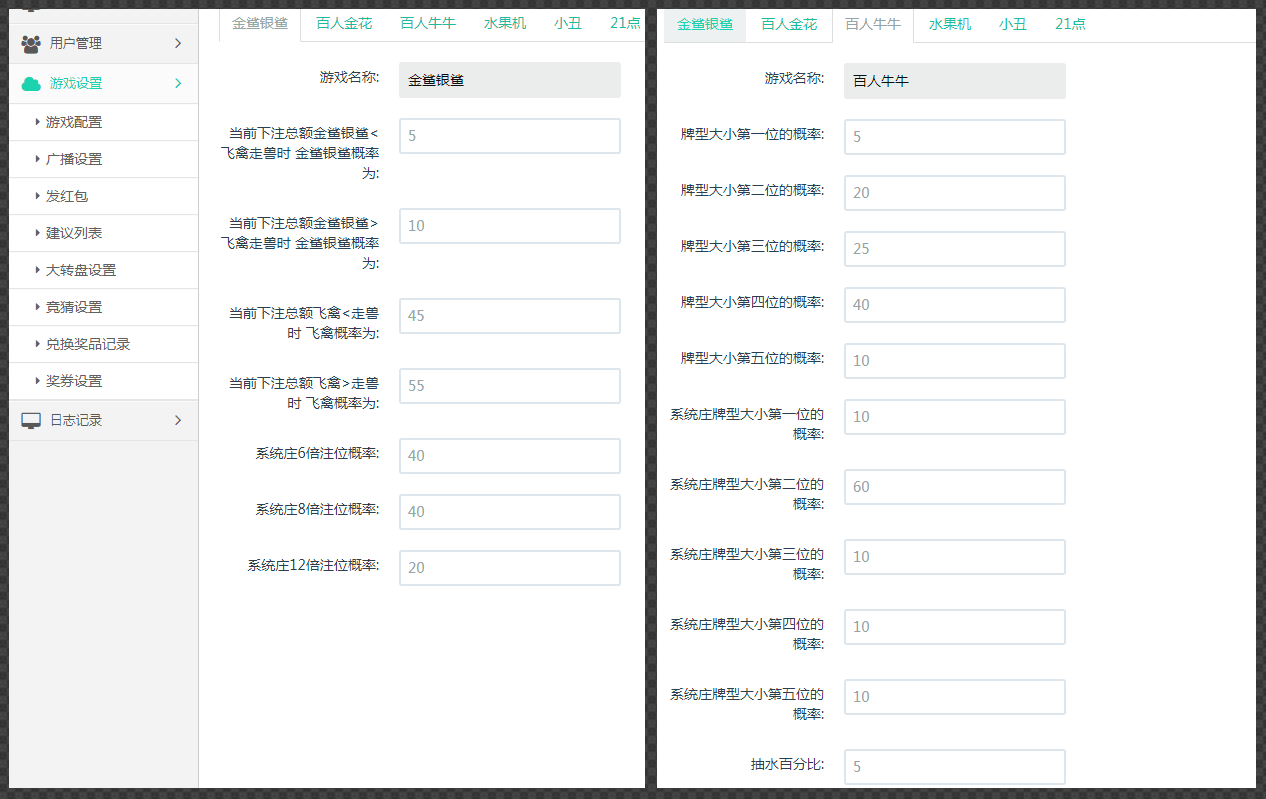 用户管理
游戏设置
游戏配置
广播设置
发红包
建议列表
大转盘设置
竞猜设置
兑换奖品记录
奖券设置
日志记录
金鲨银鲨 百人金花 百人牛牛 水果机 小丑 21点
游戏名称: 金鲨银鲨
当前下注总额金鲨银鲨<
飞禽走兽时 金鲨银鲨概率
为:
5
当前下注总额金鲨银鲨>
飞禽走兽时 金鲨银鲨概率
为:
10
当前下注总额飞禽<走兽
时 飞禽概率为:
45
当前下注总额飞禽>走兽
时 飞禽概率为:
55
系统庄6倍注位概率: 40
系统庄8倍注位概率: 40
系统庄12倍注位概率: 20
金鲨银鲨 百人金花 百人牛牛 水果机 小丑 21点
游戏名称: 百人牛牛
牌型大小第一位的概率: 5
牌型大小第二位的概率: 20
牌型大小第三位的概率: 25
牌型大小第四位的概率: 40
牌型大小第五位的概率: 10
系统庄牌型大小第一位的
概率:
10
系统庄牌型大小第二位的
概率:
60
系统庄牌型大小第三位的
概率:
10
系统庄牌型大小第四位的
概率:
10
系统庄牌型大小第五位的
概率:
10
抽水百分比: 5